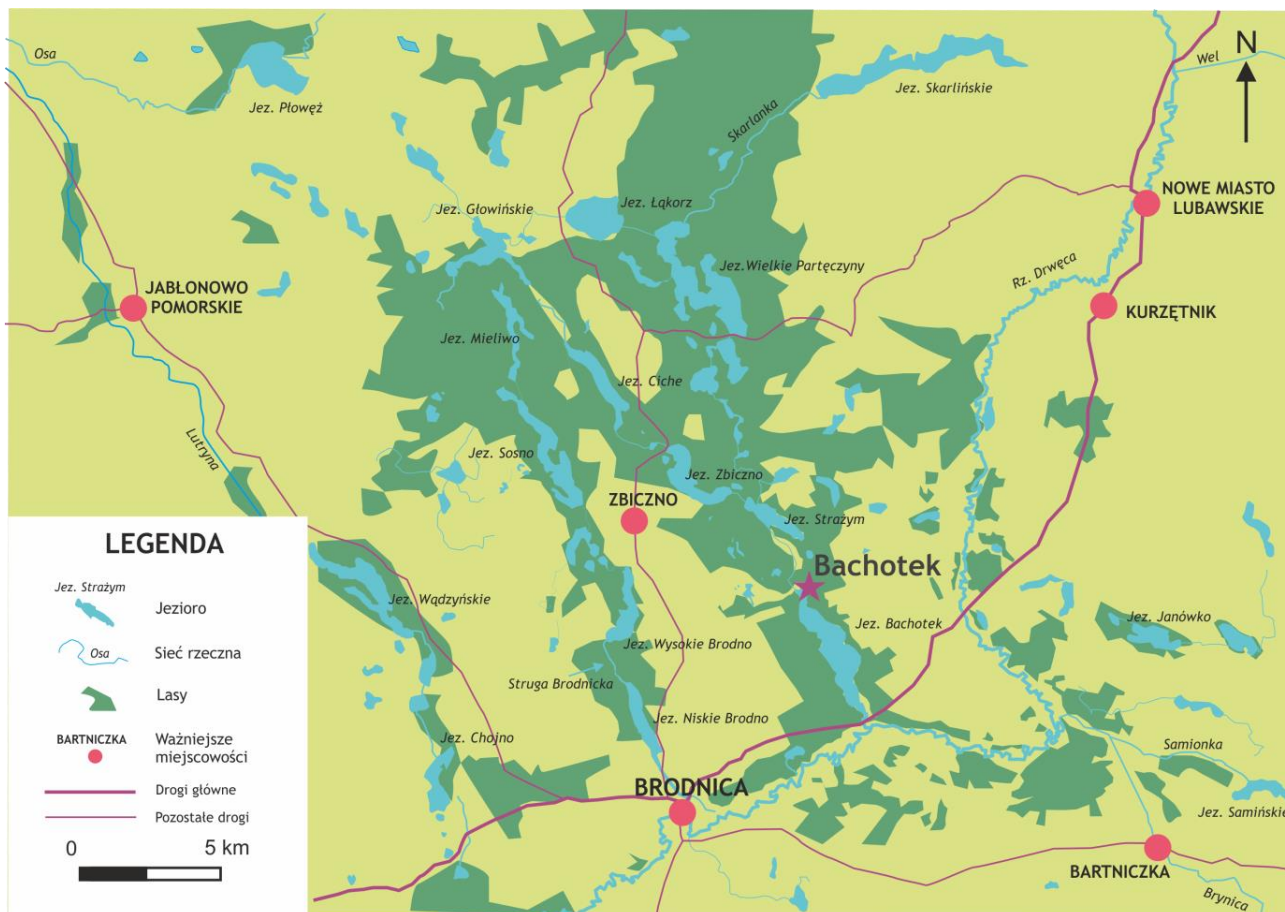 Osa
Jez. Płowęż
Jez. Skarlińskie
Skarlanka
Wel
N
NOWE MIASTO
LUBAWSKIE
Jez. Głowińskie
Jez. Łąkorz
Jez.Wielkie Partęczyny
Rz. Drwęca
JABŁONOWO
POMORSKIE
KURZĘTNIK
Jez. Mieliwo
Jez. Ciche
Lutryna
Jez. Sosno
Jez. Zbiczno
ZBICZNO
Jez. Strażym
Bachotek
Jez. Wądzyńskie
Jez. Bachotek
Jez. Janówko
Jez. Wysokie Brodno
Struga Brodnicka
Jez. Niskie Brodno
Jez. Chojno
Samionka
BRODNICA
Jez. Samińskie
BARTNICZKA
Brynica
LEGENDA
Jez. Strażym
Jezioro
Osa
Sieć rzeczna
Lasy
BARTNICZKA
Ważniejsze
miejscowości
Drogi główne
Pozostałe drogi
0 5 km